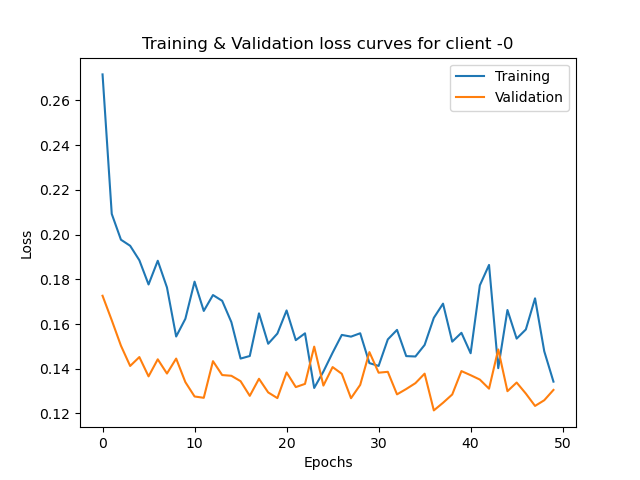 Training & Validation loss curves for client -0
Training
Validation
Loss
0.26
0.24
0.22
0.20
0.18
0.16
0.14
0.12
0
10
20
30
40
50
Epochs